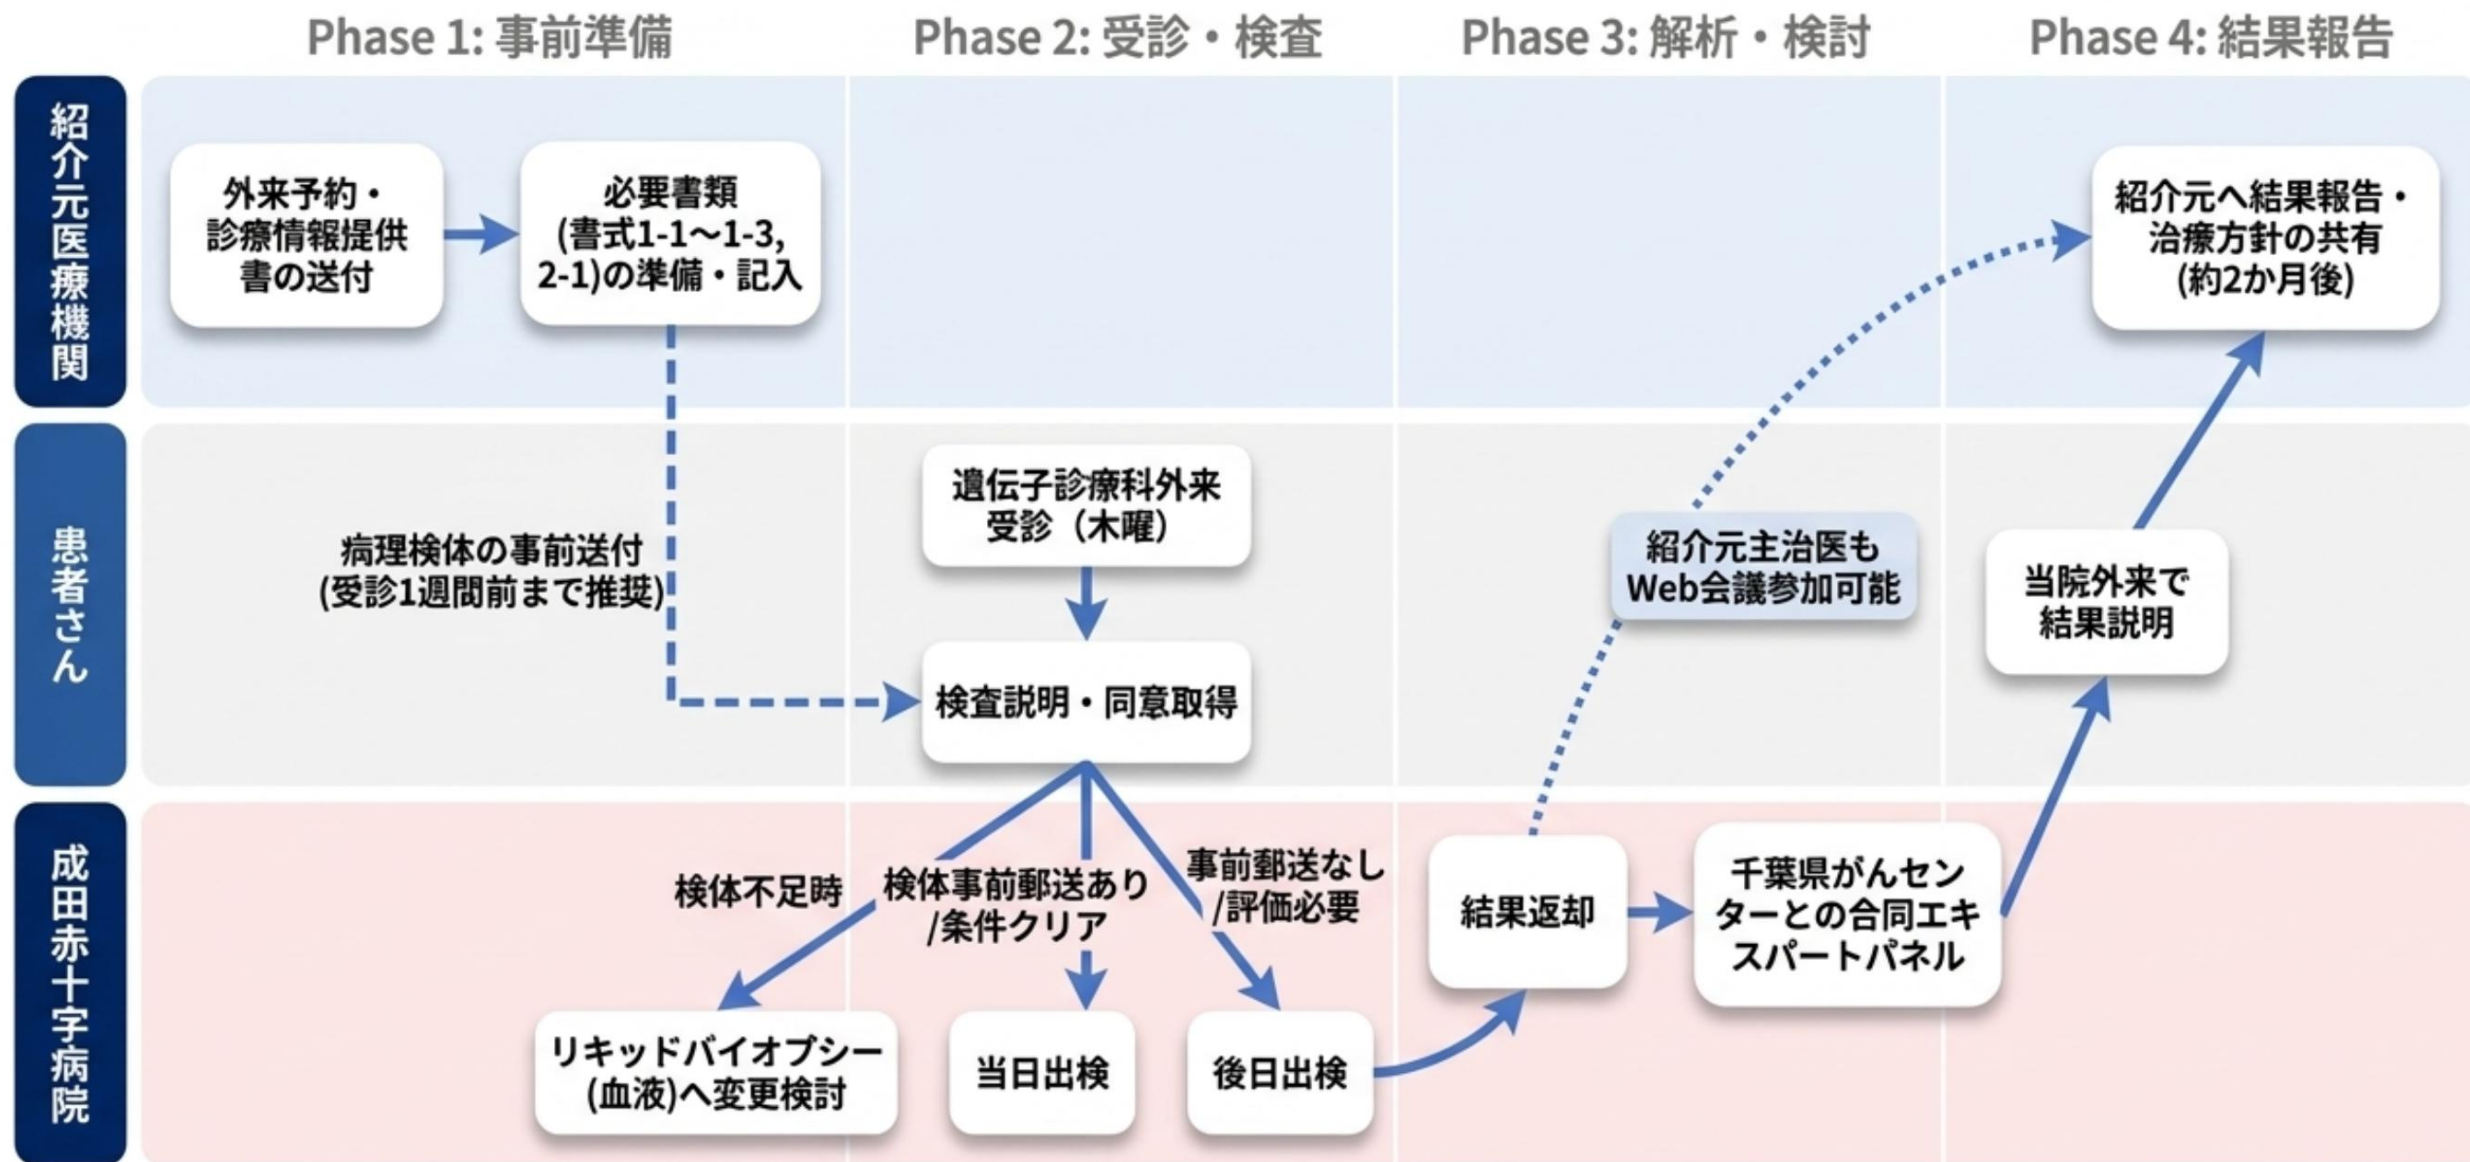 Phase 1: 事前準備
Phase 2: 受診・検査
Phase 3: 解析・検討
Phase 4: 結果報告
紹介元医療機関
外来予約・
診療情報提供
書の送付
必要書類
(書式1-1～1-3,
2-1)の準備・記入
紹介元へ結果報告・
治療方針の共有
(約2か月後)
患者さん
病理検体の事前送付
(受診1週間前まで推奨)
遺伝子診療科外来
受診（木曜）
検査説明・同意取得
紹介元主治医も
Web会議参加可能
当院外来で
結果説明
成田赤十字病院
検体不足時
検体事前郵送あり
/条件クリア
事前郵送なし
/評価必要
リキッドバイオプシー
(血液)へ変更検討
当日出検
後日出検
結果返却
千葉県がんセン
ターとの合同エキ
スパートパネル